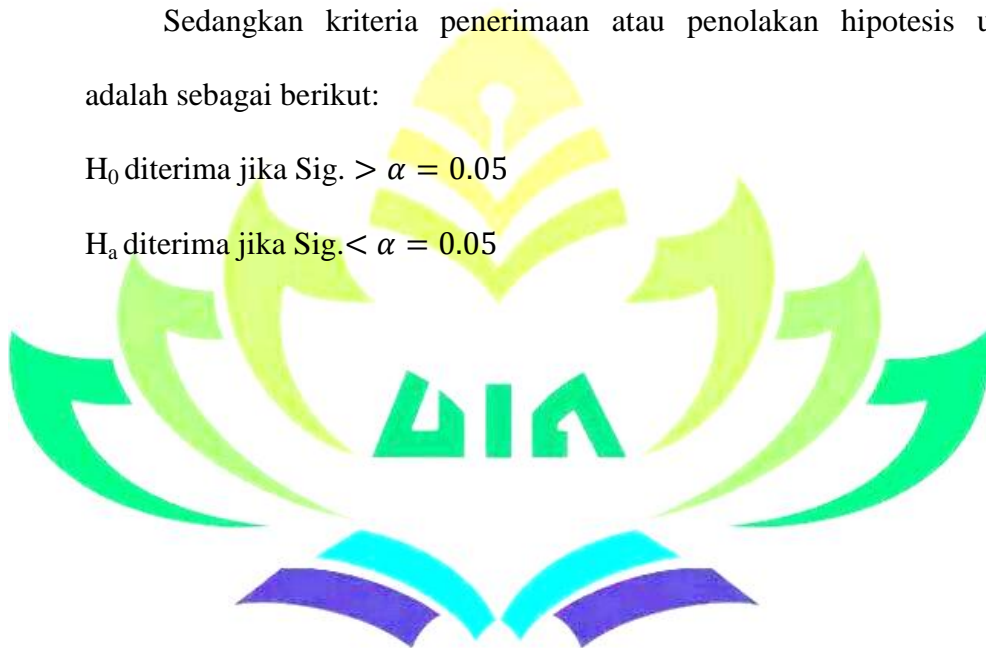 Sedangkan kriteria penerimaan atau penolakan hipotesis
adalah sebagai berikut:
H₀ diterima jika Sig. > 𝛼 = 0.05
Hₐ diterima jika Sig.< 𝛼 = 0.05
UIN